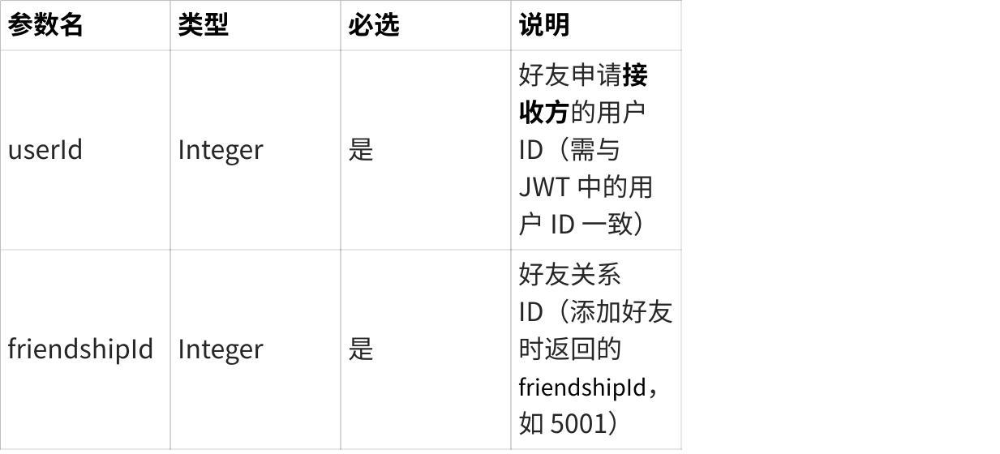 参数名 类型 必选 说明
userId Integer 是 好友申请接
收方的用户
ID（需与
JWT 中的用
户 ID 一致）
friendshipId Integer 是 好友关系
ID（添加好友
时返回的
friendshipId，
如 5001）